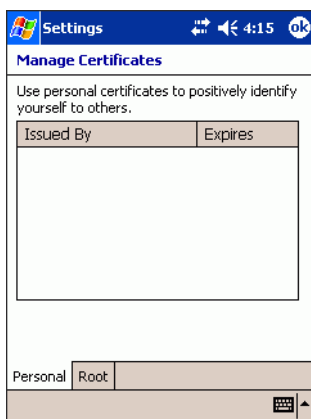 Settings 4:15 ok
Manage Certificates
Use personal certificates to positively identify
yourself to others.
Issued By Expires
Personal Root